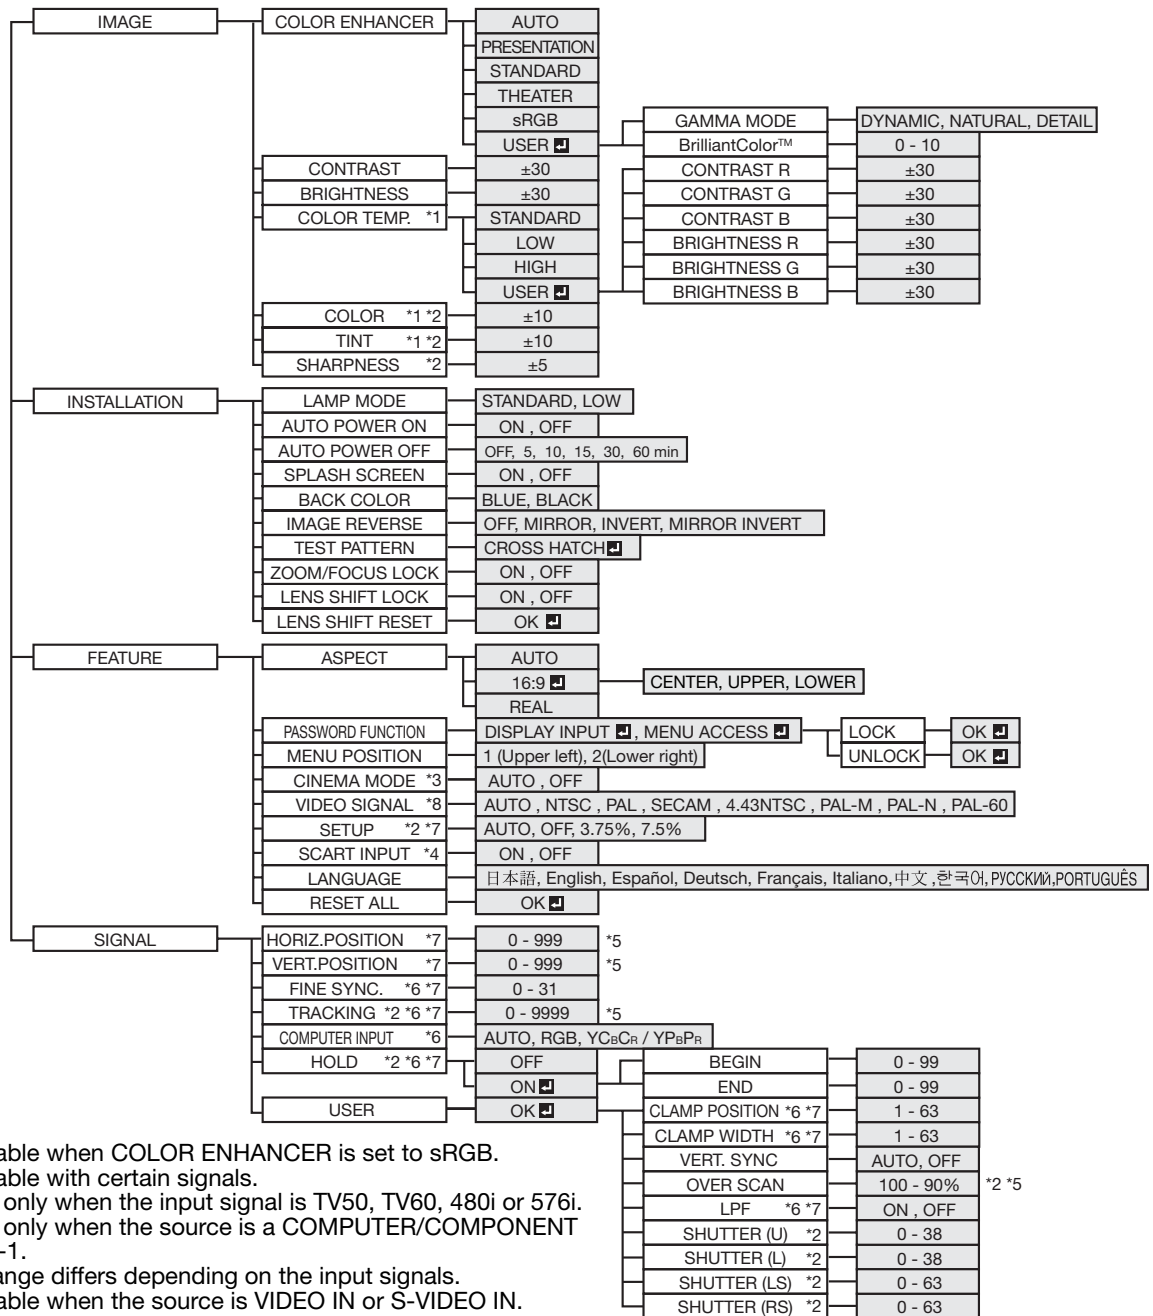 IMAGE COLOR ENHANCER AUTO
PRESENTATION
STANDARD
THEATER
sRGB GAMMA MODE DYNAMIC, NATURAL, DETAIL
USER BrilliantColor™ 0 - 10
CONTRAST ±30 CONTRAST R ±30
BRIGHTNESS ±30 CONTRAST G ±30
COLOR TEMP. *1 STANDARD CONTRAST B ±30
LOW BRIGHTNESS R ±30
HIGH BRIGHTNESS G ±30
USER BRIGHTNESS B ±30
COLOR *1 *2 ±10
TINT *1 *2 ±10
SHARPNESS *2 ±5
INSTALLATION LAMP MODE STANDARD, LOW
AUTO POWER ON ON , OFF
AUTO POWER OFF OFF, 5, 10, 15, 30, 60 min
SPLASH SCREEN ON , OFF
BACK COLOR BLUE, BLACK
IMAGE REVERSE OFF, MIRROR, INVERT, MIRROR INVERT
TEST PATTERN CROSS HATCH
ZOOM/FOCUS LOCK ON , OFF
LENS SHIFT LOCK ON , OFF
LENS SHIFT RESET OK
FEATURE ASPECT AUTO
16:9 CENTER, UPPER, LOWER
REAL
PASSWORD FUNCTION DISPLAY INPUT , MENU ACCESS LOCK OK
MENU POSITION 1 (Upper left), 2(Lower right) UNLOCK OK
CINEMA MODE *3 AUTO , OFF
VIDEO SIGNAL *8 AUTO , NTSC , PAL , SECAM , 4.43NTSC , PAL-M , PAL-N , PAL-60
SETUP *2 *7 AUTO, OFF, 3.75%, 7.5%
SCART INPUT *4 ON , OFF
LANGUAGE 日本語, English, Español, Deutsch, Français, Italiano,中文 ,한국어, РУССКИЙ,PORTUGUÊS
RESET ALL OK
SIGNAL HORIZ.POSITION *7 0 - 999 *5
VERT.POSITION *7 0 - 999 *5
FINE SYNC. *6 *7 0 - 31
TRACKING *2 *6 *7 0 - 9999 *5
COMPUTER INPUT *6 AUTO, RGB, YCBCR / YPBPR
HOLD *2 *6 *7 OFF BEGIN 0 - 99
ON END 0 - 99
USER OK CLAMP POSITION *6 *7 1 - 63
CLAMP WIDTH *6 *7 1 - 63
VERT. SYNC AUTO, OFF
OVER SCAN 100 - 90% *2 *5
LPF *6 *7 ON , OFF
SHUTTER (U) *2 0 - 38
SHUTTER (L) *2 0 - 38
SHUTTER (LS) *2 0 - 63
SHUTTER (RS) *2 0 - 63
able when COLOR ENHANCER is set to sRGB.
able with certain signals.
only when the input signal is TV50, TV60, 480i or 576i.
only when the source is a COMPUTER/COMPONENT
-1.
ange differs depending on the input signals.
able when the source is VIDEO IN or S-VIDEO IN.